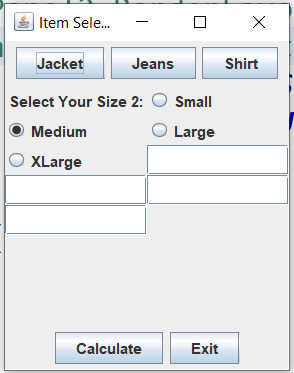 Item Sele...
Jacket Jeans Shirt
Select Your Size 2: Small
Medium Large
XLarge
Calculate Exit